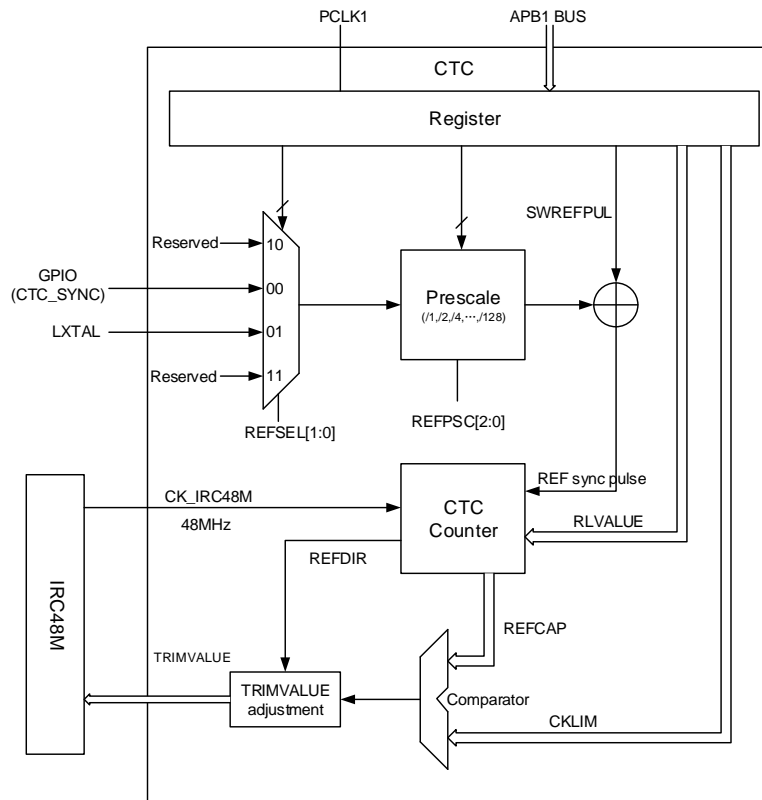 PCLK1
APB1 BUS
CTC
Register
SWREFPUL
Reserved
10
GPIO
(CTC_SYNC)
00
Prescale
(/1,/2,/4,···,/128)
LXTAL
01
Reserved
11
REFSEL[1:0]
REFPSC[2:0]
CK_IRC48M
48MHz
REF sync pulse
CTC
Counter
RLVALUE
REFDIR
IRC48M
REFCAP
TRIMVALUE
TRIMVALUE
adjustment
Comparator
CKLIM